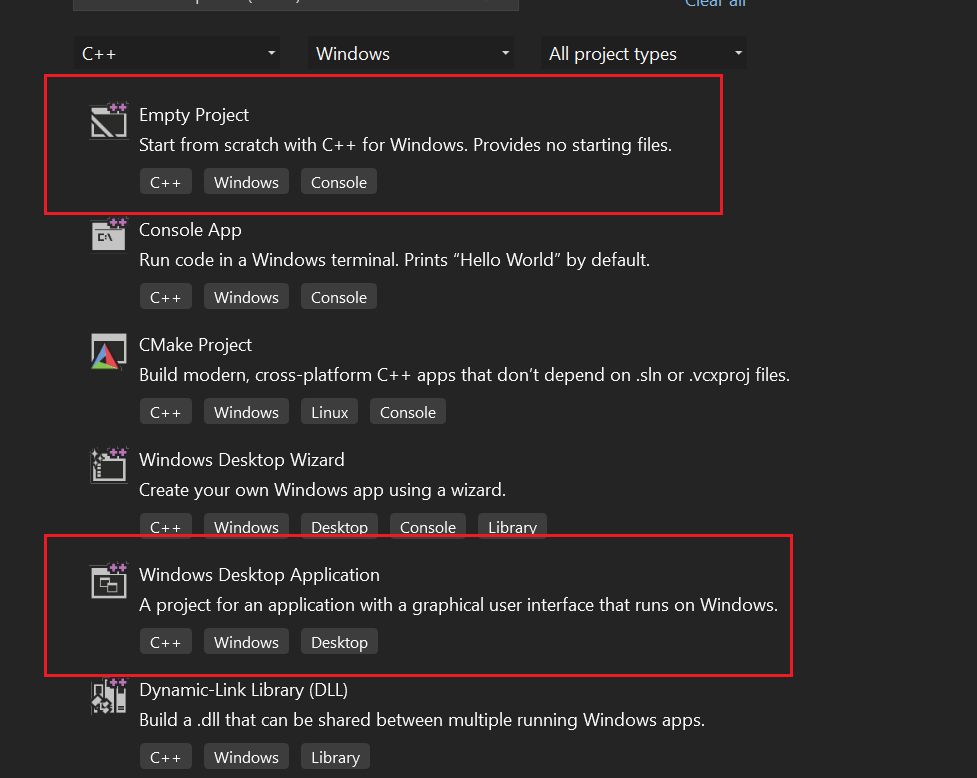 Clear all
C++ Windows All project types
Empty Project
Start from scratch with C++ for Windows. Provides no starting files.
C++ Windows Console
Console App
Run code in a Windows terminal. Prints “Hello World” by default.
C++ Windows Console
CMake Project
Build modern, cross-platform C++ apps that don't depend on .sln or .vcxproj files.
C++ Windows Linux Console
Windows Desktop Wizard
Create your own Windows app using a wizard.
C++ Windows Desktop Console Library
Windows Desktop Application
A project for an application with a graphical user interface that runs on Windows.
C++ Windows Desktop
Dynamic-Link Library (DLL)
Build a .dll that can be shared between multiple running Windows apps.
C++ Windows Library